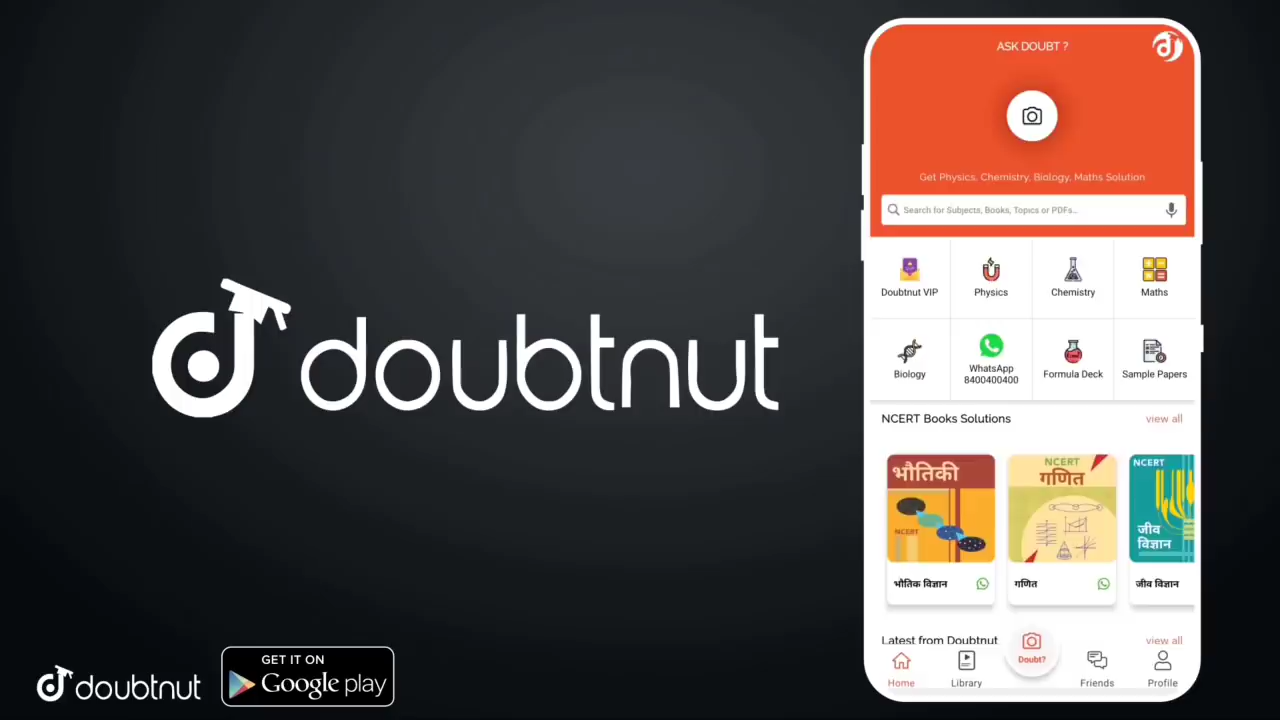 doubtnut
doubtnut
GET IT ON
Google play
ASK DOUBT ?
Get Physics, Chemistry, Biology, Maths Solution
Search for Subjects, Books, Topics or PDFs...
Doubtnut VIP
Physics
Chemistry
Maths
Biology
WhatsApp
8400400400
Formula Deck
Sample Papers
NCERT Books Solutions
view all
भौतिकी
NCERT
भौतिक विज्ञान
NCERT
गणित
गणित
NCERT
जीव
विज्ञान
जीव विज्ञान
Latest from Doubtnut
view all
Doubt?
Home
Library
Friends
Profile